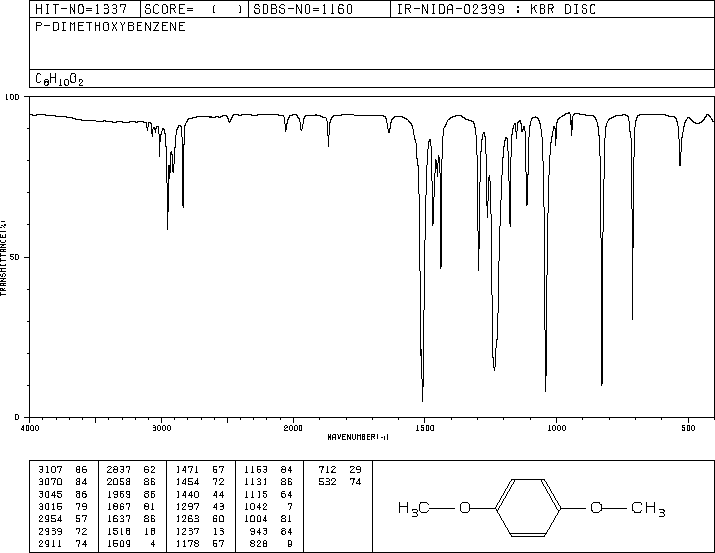 HIT-NO=1337 SCORE= ( ) SDBS-NO=1160 IR-NIDA-02399 : KBR DISC
P-DIMETHOXYBENZENE
C8H10O2
100
50
0
TRANSMITTANCE(%)
4000 3000 2000 1500 1000 500
WAVENUMBER(-1)
3107 86 2837 62 1471 57 1153 84 712 29
3070 84 2058 86 1454 72 1131 86 532 74
3045 86 1969 86 1440 44 1115 64
3015 79 1867 81 1297 43 1042 7
2954 57 1637 86 1263 60 1004 81
2939 72 1518 18 1237 13 943 84
2911 74 1509 4 1178 57 828 9
H3C O O CH3